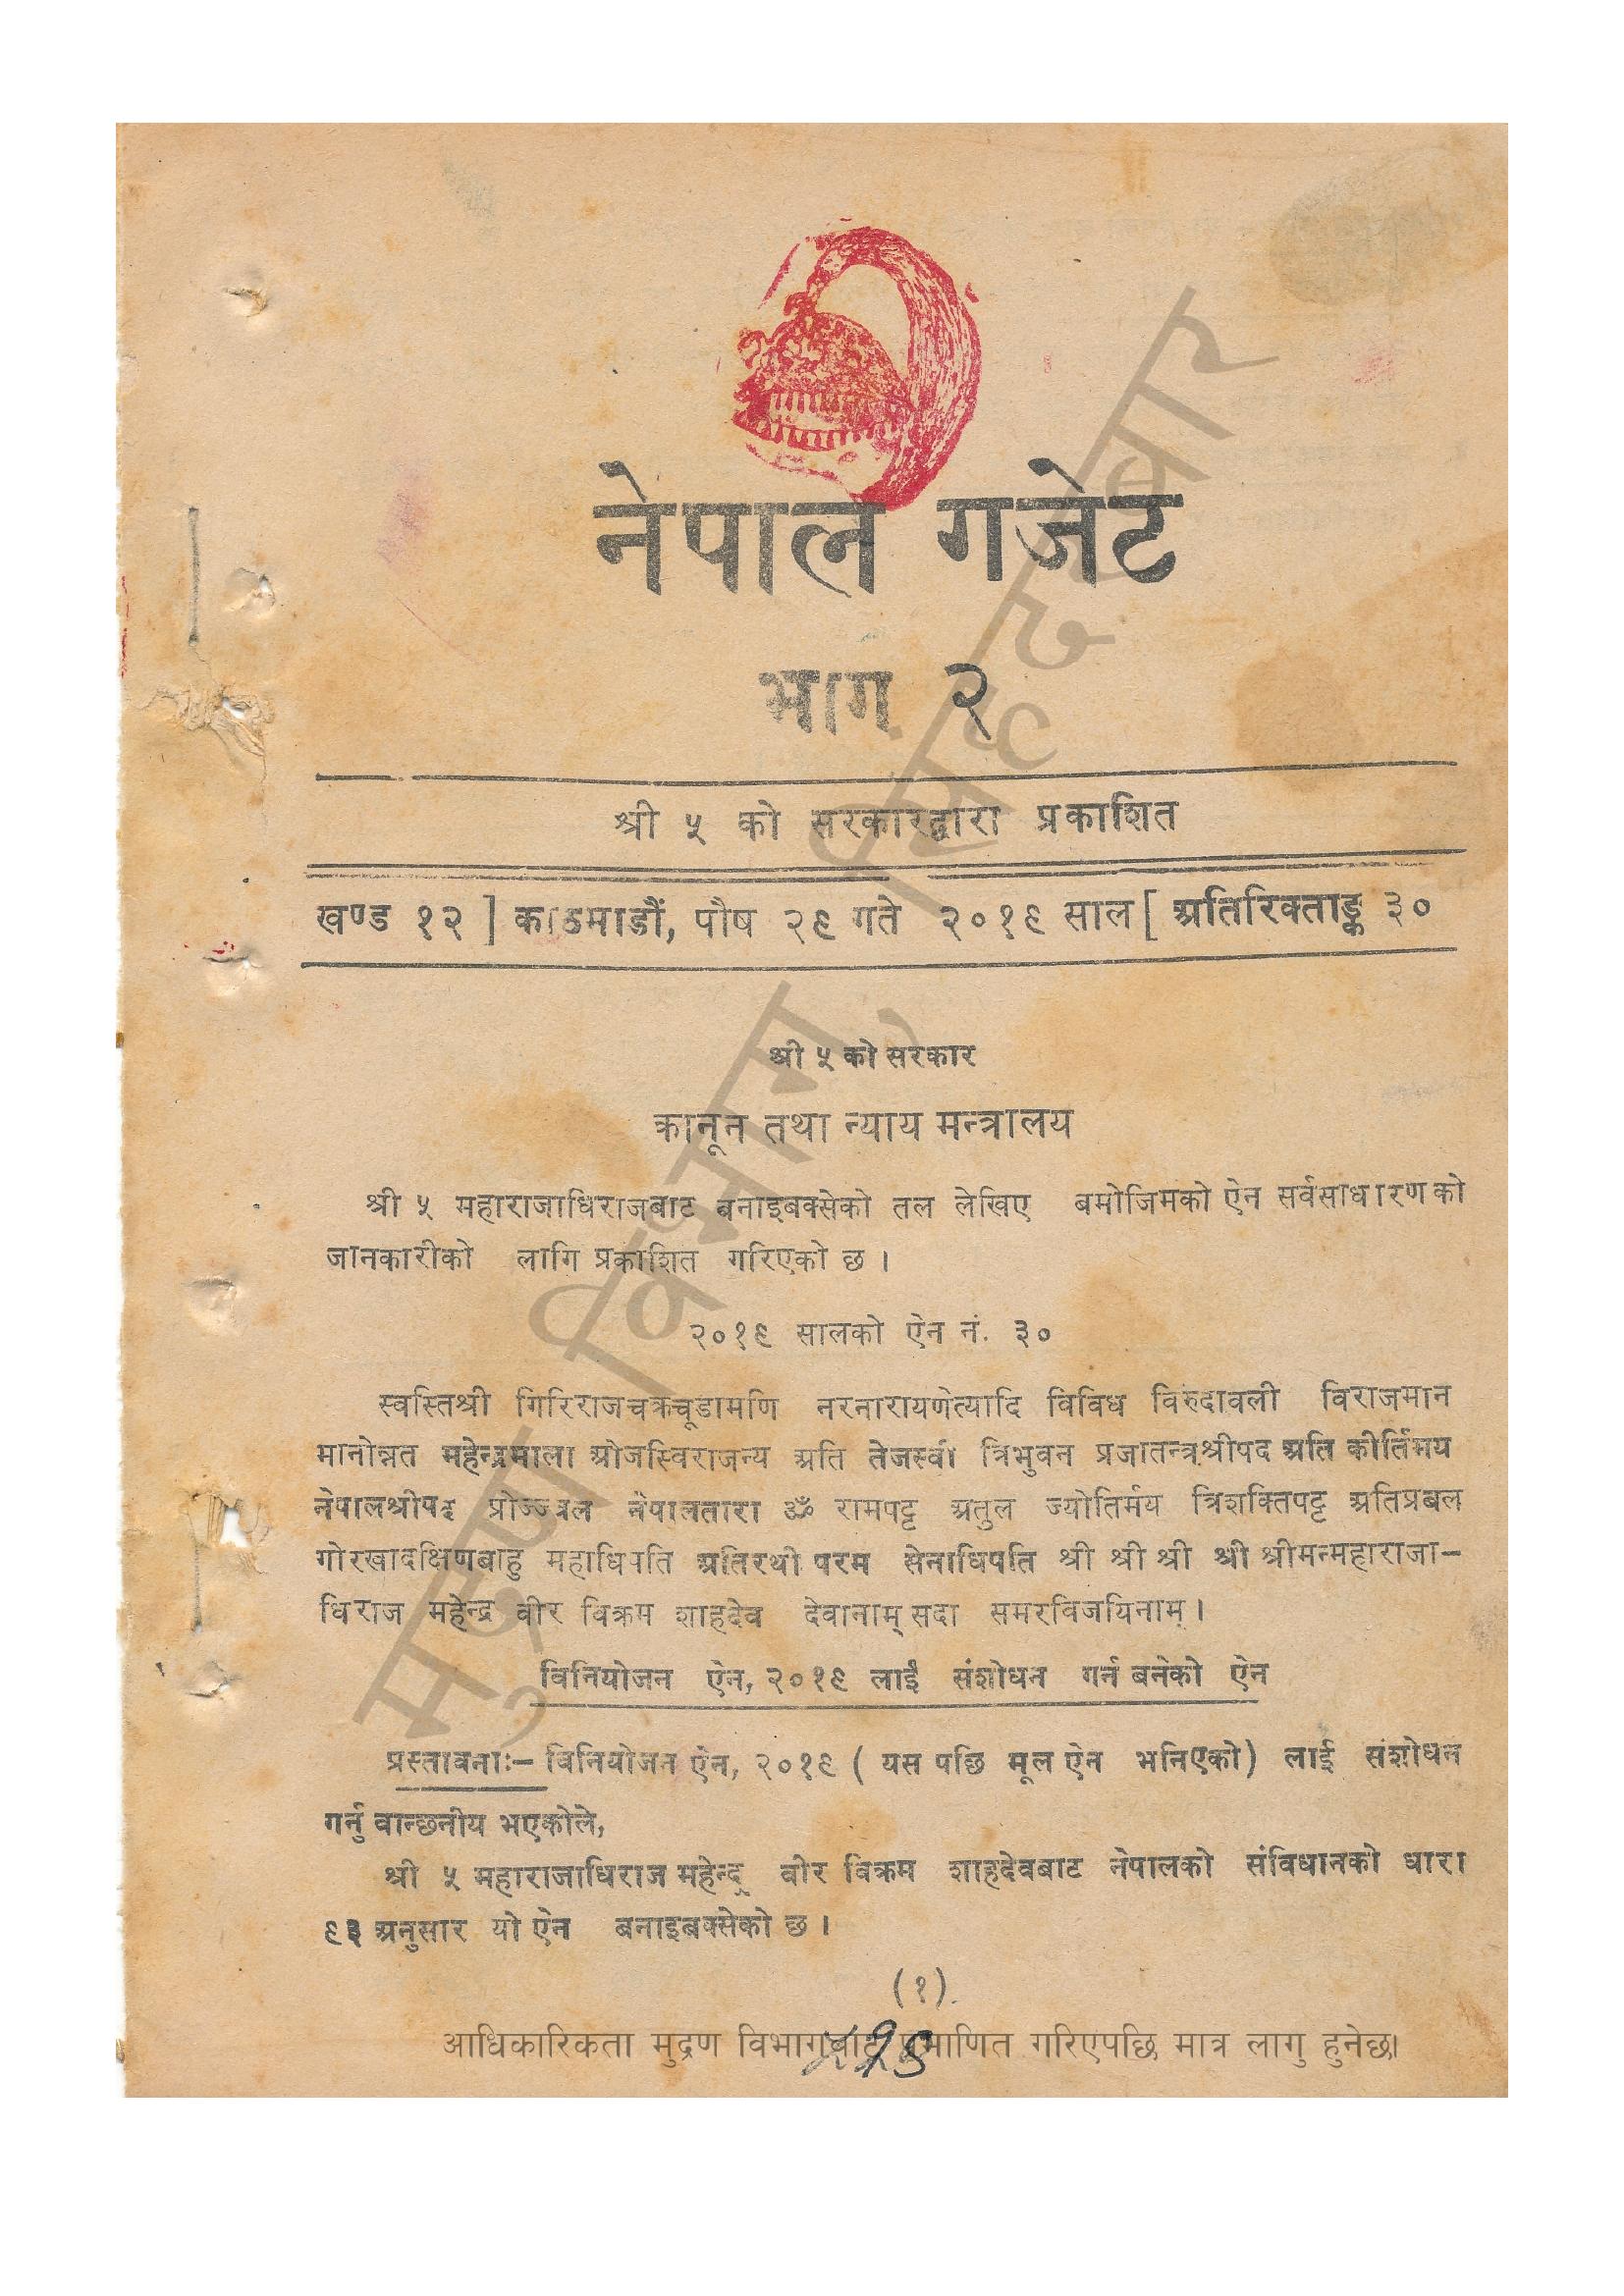 नेपाल गजेट
भाग २
श्री ५ को सरकारद्वारा प्रकाशित
खण्ड १२ ] काठमाडौं, पौष २९ गते २०१९ साल [ अतिरिक्ताङ्क ३०
श्री ५ को सरकार
कानून तथा न्याय मन्त्रालय
श्री ५ महाराजाधिराजबाट बनाइबक्सेको तल लेखिए बमोजिमको ऐन सर्वसाधारणको
जानकारीको लागि प्रकाशित गरिएको छ ।
२०१९ सालको ऐन नं. ३०
स्वस्तिश्री गिरिराजचक्रचूडामणि नरनारायणेत्यादि विविध विरुदावली विराजमान
मानोन्नत महेन्द्रमाला ओजस्विराजन्य अति तेजस्वी त्रिभुवन प्रजातन्त्रश्रीपद अति कीर्तिमय
नेपालश्रीपद प्रोज्ज्वल नेपालतारा ॐ रामपट्ट अतुल ज्योतिर्मय त्रिशक्तिपट्ट अतिप्रबल
गोरखादक्षिणबाहु महाधिपति अतिरथी परम सेनाधिपति श्री श्री श्री श्री श्रीमन्महाराजा–
धिराज महेन्द्र वीर विक्रम शाहदेव देवानाम् सदा समरविजयिनाम् ।
विनियोजन ऐन, २०१९ लाई संशोधन गर्न बनेको ऐन
प्रस्तावनाः– विनियोजन ऐन, २०१९ ( यस पछि मूल ऐन भनिएको) लाई संशोधन
गर्नु वान्छनीय भएकोले,
श्री ५ महाराजाधिराज महेन्द्र वीर विक्रम शाहदेवबाट नेपालको संविधानको धारा
९३ अनुसार यो ऐन बनाइबक्सेको छ ।
(१)
आधिकारिकता मुद्रण विभागबाट प्रमाणित गरिएपछि मात्र लागु हुनेछ।
मुद्रण विभाग, सिंहदरबार